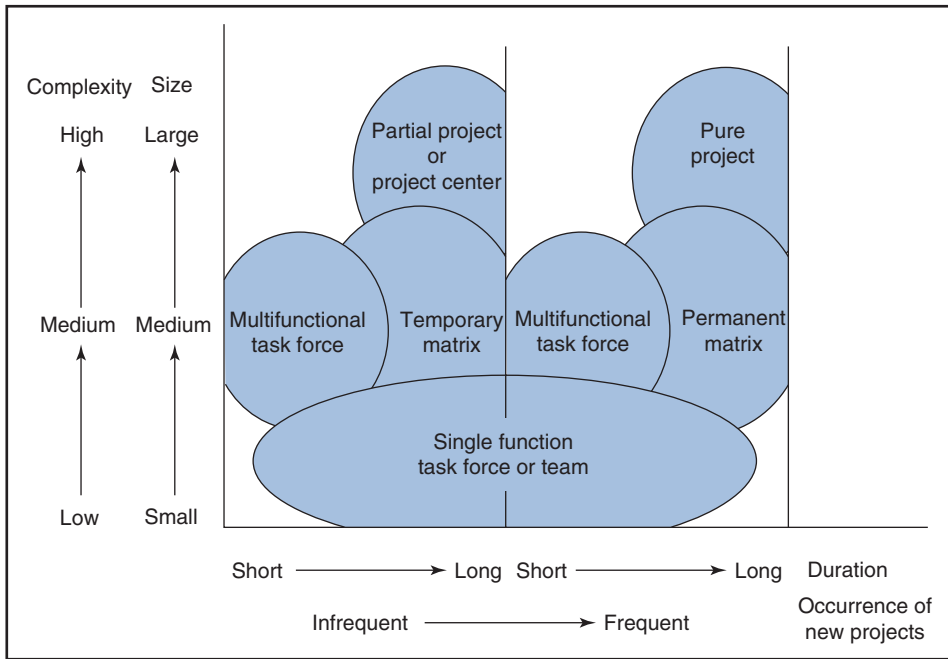 Complexity Size
High Large
Partial project
or
project center
Pure
project
Medium Medium
Multifunctional
task force
Temporary
matrix
Multifunctional
task force
Permanent
matrix
Single function
task force or team
Low Small
Short Long Short Long Duration
Infrequent Frequent
Occurrence of
new projects